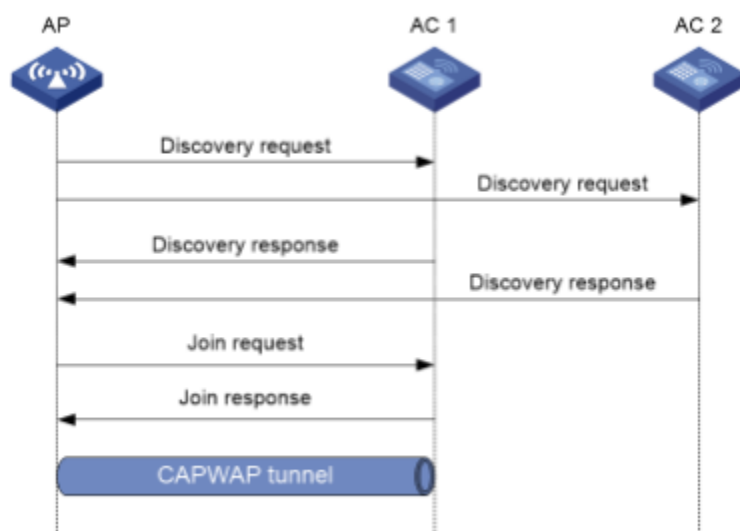 AP
AC 1
AC 2
Discovery request
Discovery request
Discovery response
Discovery response
Join request
Join response
CAPWAP tunnel